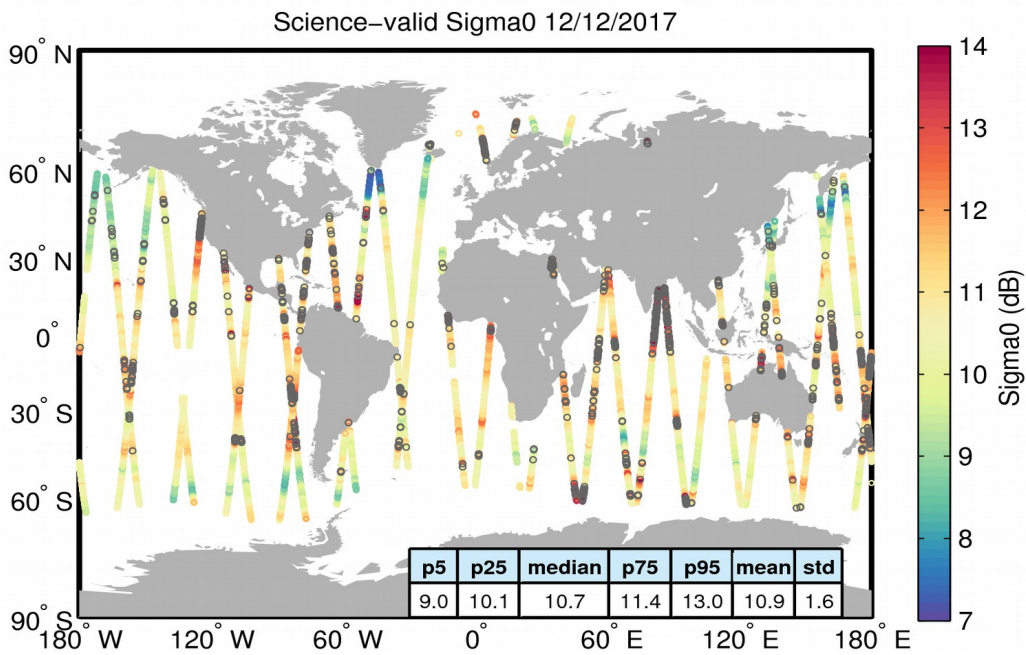 Science−valid Sigma0 12/12/2017
90° N
60° N
30° N
0°
30° S
60° S
90° S
180° W 120° W 60° W 0° 60° E 120° E 180° E
p5 p25 median p75 p95 mean std
9.0 10.1 10.7 11.4 13.0 10.9 1.6
14
13
12
11
10
9
8
7
Sigma0 (dB)